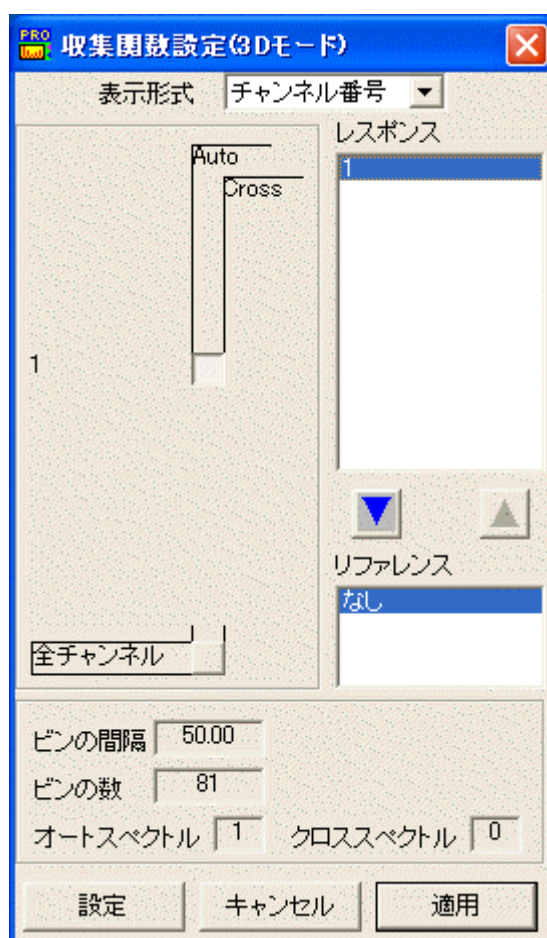 PRO 収集関数設定(3Dモード)
表示形式 チャンネル番号
Auto
Cross
1
全チャンネル
レスポンス
1
リファレンス
なし
ビンの間隔 50.00
ビンの数 81
オートスペクトル 1 クロススペクトル 0
設定 キャンセル 適用